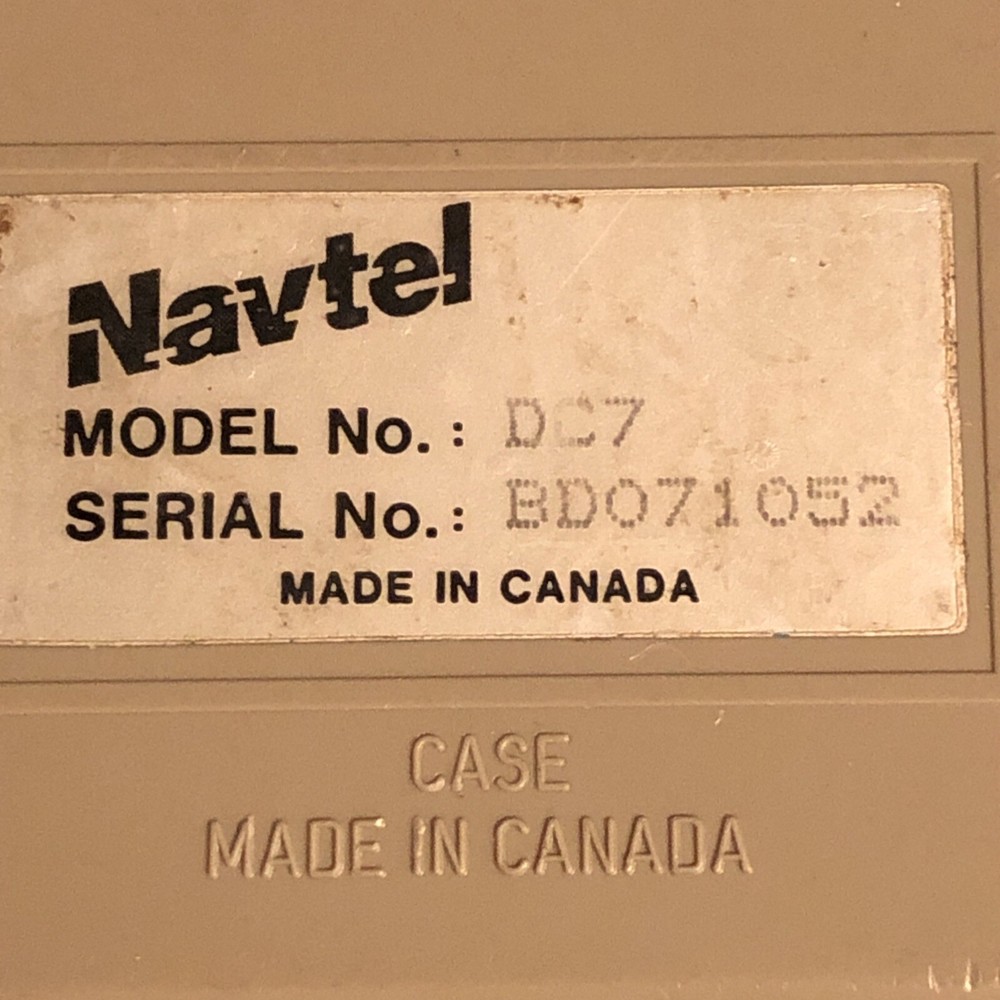 Navtel
MODEL No.: DC7
SERIAL No.: BD071052
MADE IN CANADA
CASE
MADE IN CANADA